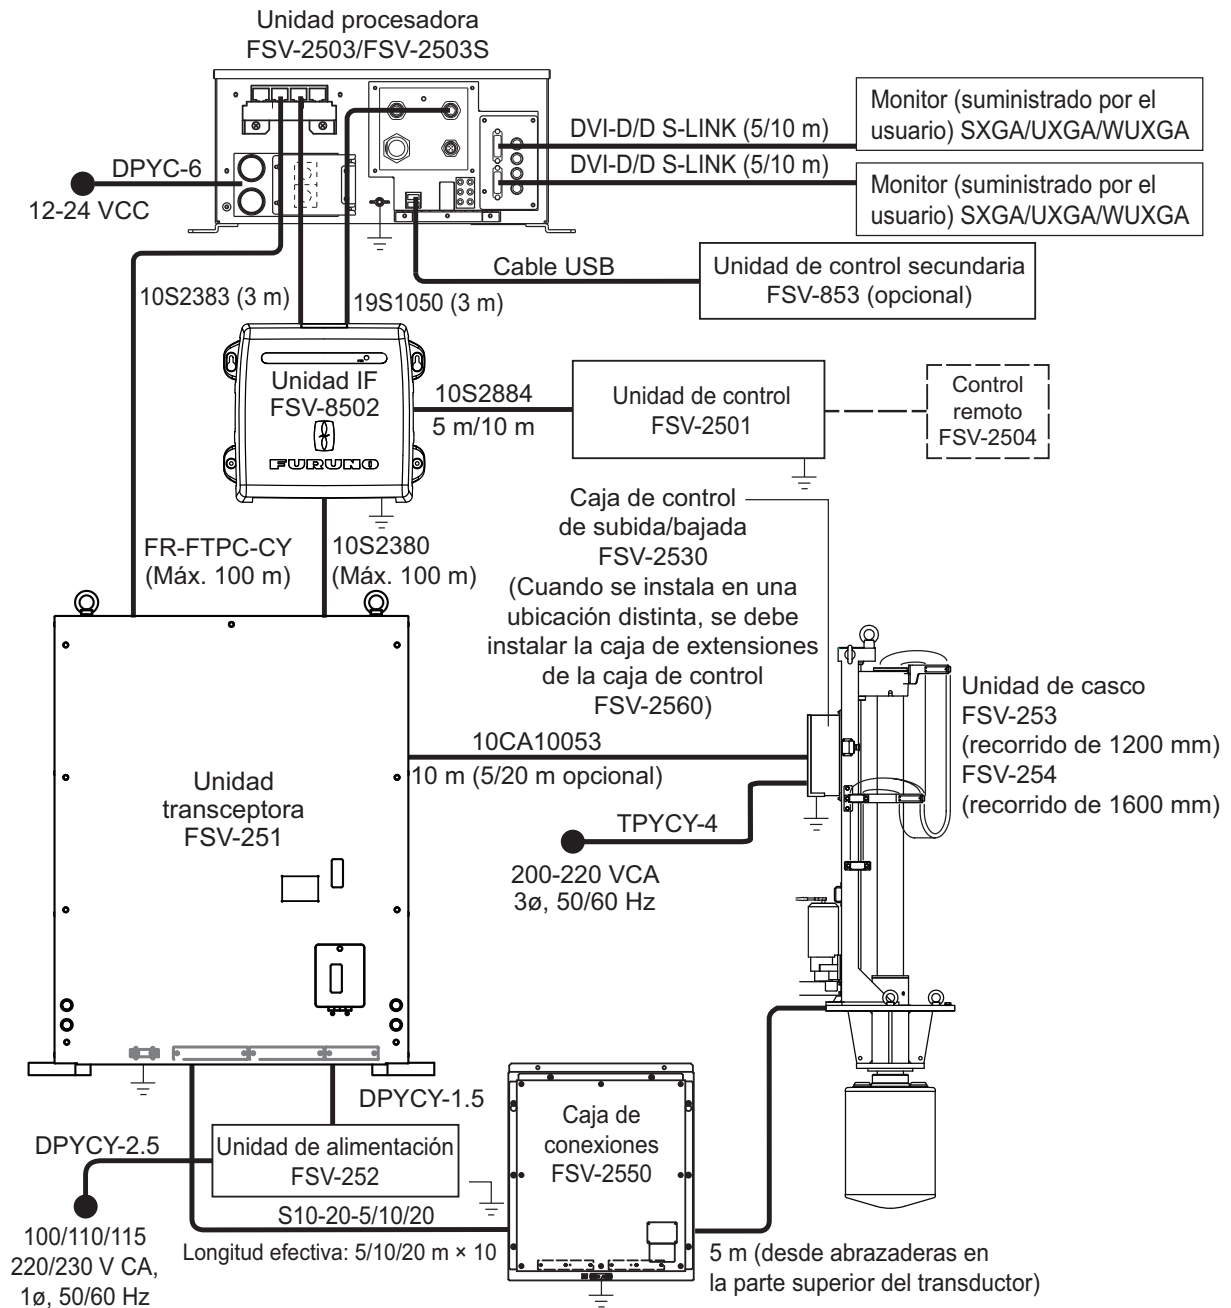 Unidad procesadora
FSV-2503/FSV-2503S
Monitor (suministrado por el
usuario) SXGA/UXGA/WUXGA
DVI-D/D S-LINK (5/10 m)
DVI-D/D S-LINK (5/10 m)
Monitor (suministrado por el
usuario) SXGA/UXGA/WUXGA
DPYC-6
12-24 VCC
Cable USB
Unidad de control secundaria
FSV-853 (opcional)
10S2383 (3 m)
19S1050 (3 m)
Unidad IF
FSV-8502
FURUNO
10S2884
5 m/10 m
Unidad de control
FSV-2501
Control
remoto
FSV-2504
Caja de control
de subida/bajada
FSV-2530
(Cuando se instala en una
ubicación distinta, se debe
instalar la caja de extensiones
de la caja de control
FSV-2560)
FR-FTPC-CY
(Máx. 100 m)
10S2380
(Máx. 100 m)
Unidad de casco
FSV-253
(recorrido de 1200 mm)
FSV-254
(recorrido de 1600 mm)
10CA10053
10 m (5/20 m opcional)
Unidad
transceptora
FSV-251
TPYCY-4
200-220 VCA
3ø, 50/60 Hz
DPYCY-1.5
DPYCY-2.5
Unidad de alimentación
FSV-252
Caja de
conexiones
FSV-2550
S10-20-5/10/20
Longitud efectiva: 5/10/20 m × 10
100/110/115
220/230 V CA,
1ø, 50/60 Hz
5 m (desde abrazaderas en
la parte superior del transductor)